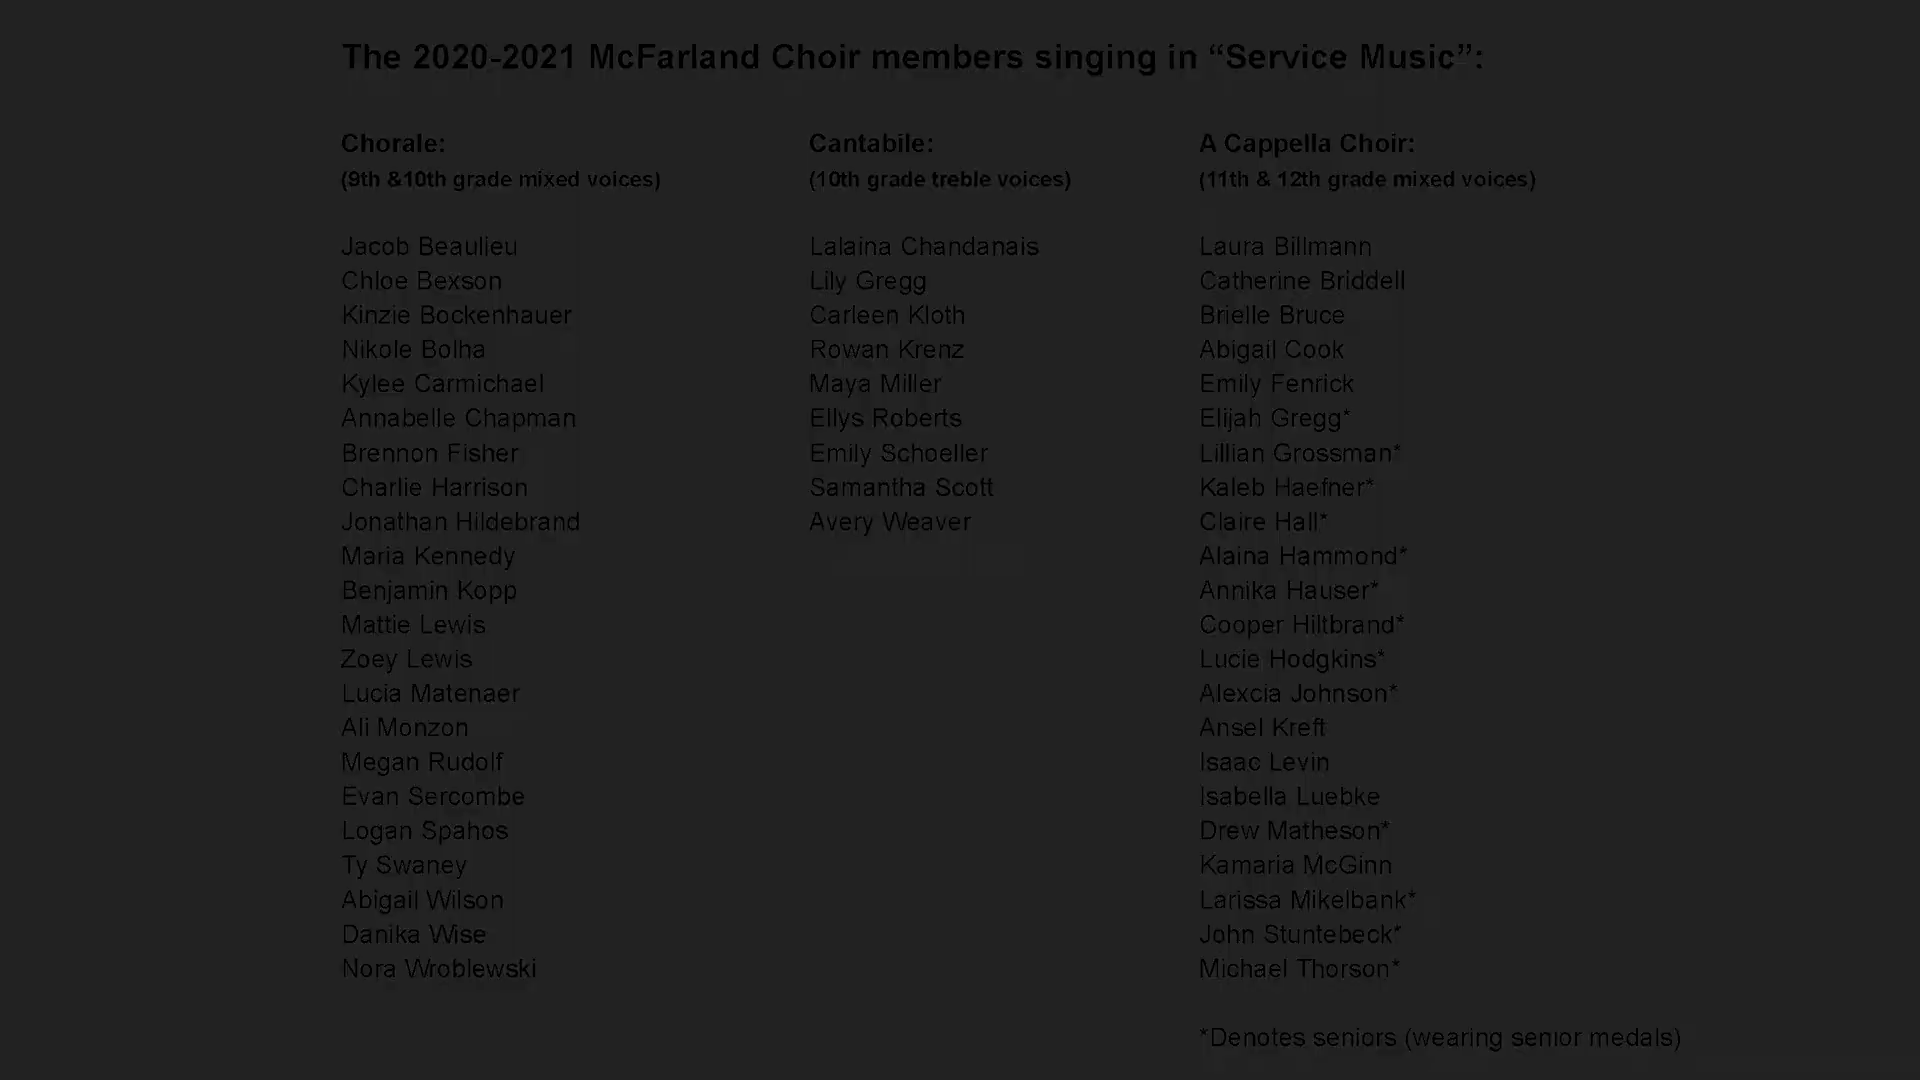 The 2020-2021 McFarland Choir members singing in “Service Music”:
Chorale:
(9th &10th grade mixed voices)
Jacob Beaulieu
Chloe Bexson
Kinzie Bockenhauer
Nikole Bolha
Kylee Carmichael
Annabelle Chapman
Brennon Fisher
Charlie Harrison
Jonathan Hildebrand
Maria Kennedy
Benjamin Kopp
Mattie Lewis
Zoey Lewis
Lucia Matenaer
Ali Monzon
Megan Rudolf
Evan Sercombe
Logan Spahos
Ty Swaney
Abigail Wilson
Danika Wise
Nora Wroblewski
Cantabile:
(10th grade treble voices)
Lalaina Chandanais
Lily Gregg
Carleen Kloth
Rowan Krenz
Maya Miller
Ellys Roberts
Emily Schoeller
Samantha Scott
Avery Weaver
A Cappella Choir:
(11th & 12th grade mixed voices)
Laura Billmann
Catherine Briddell
Brielle Bruce
Abigail Cook
Emily Fenrick
Elijah Gregg*
Lillian Grossman*
Kaleb Haefner*
Claire Hall*
Alaina Hammond*
Annika Hauser*
Cooper Hiltbrand*
Lucie Hodgkins*
Alexcia Johnson*
Ansel Kreft
Isaac Levin
Isabella Luebke
Drew Matheson*
Kamaria McGinn
Larissa Mikelbank*
John Stuntebeck*
Michael Thorson*
*Denotes seniors (wearing senior medals)